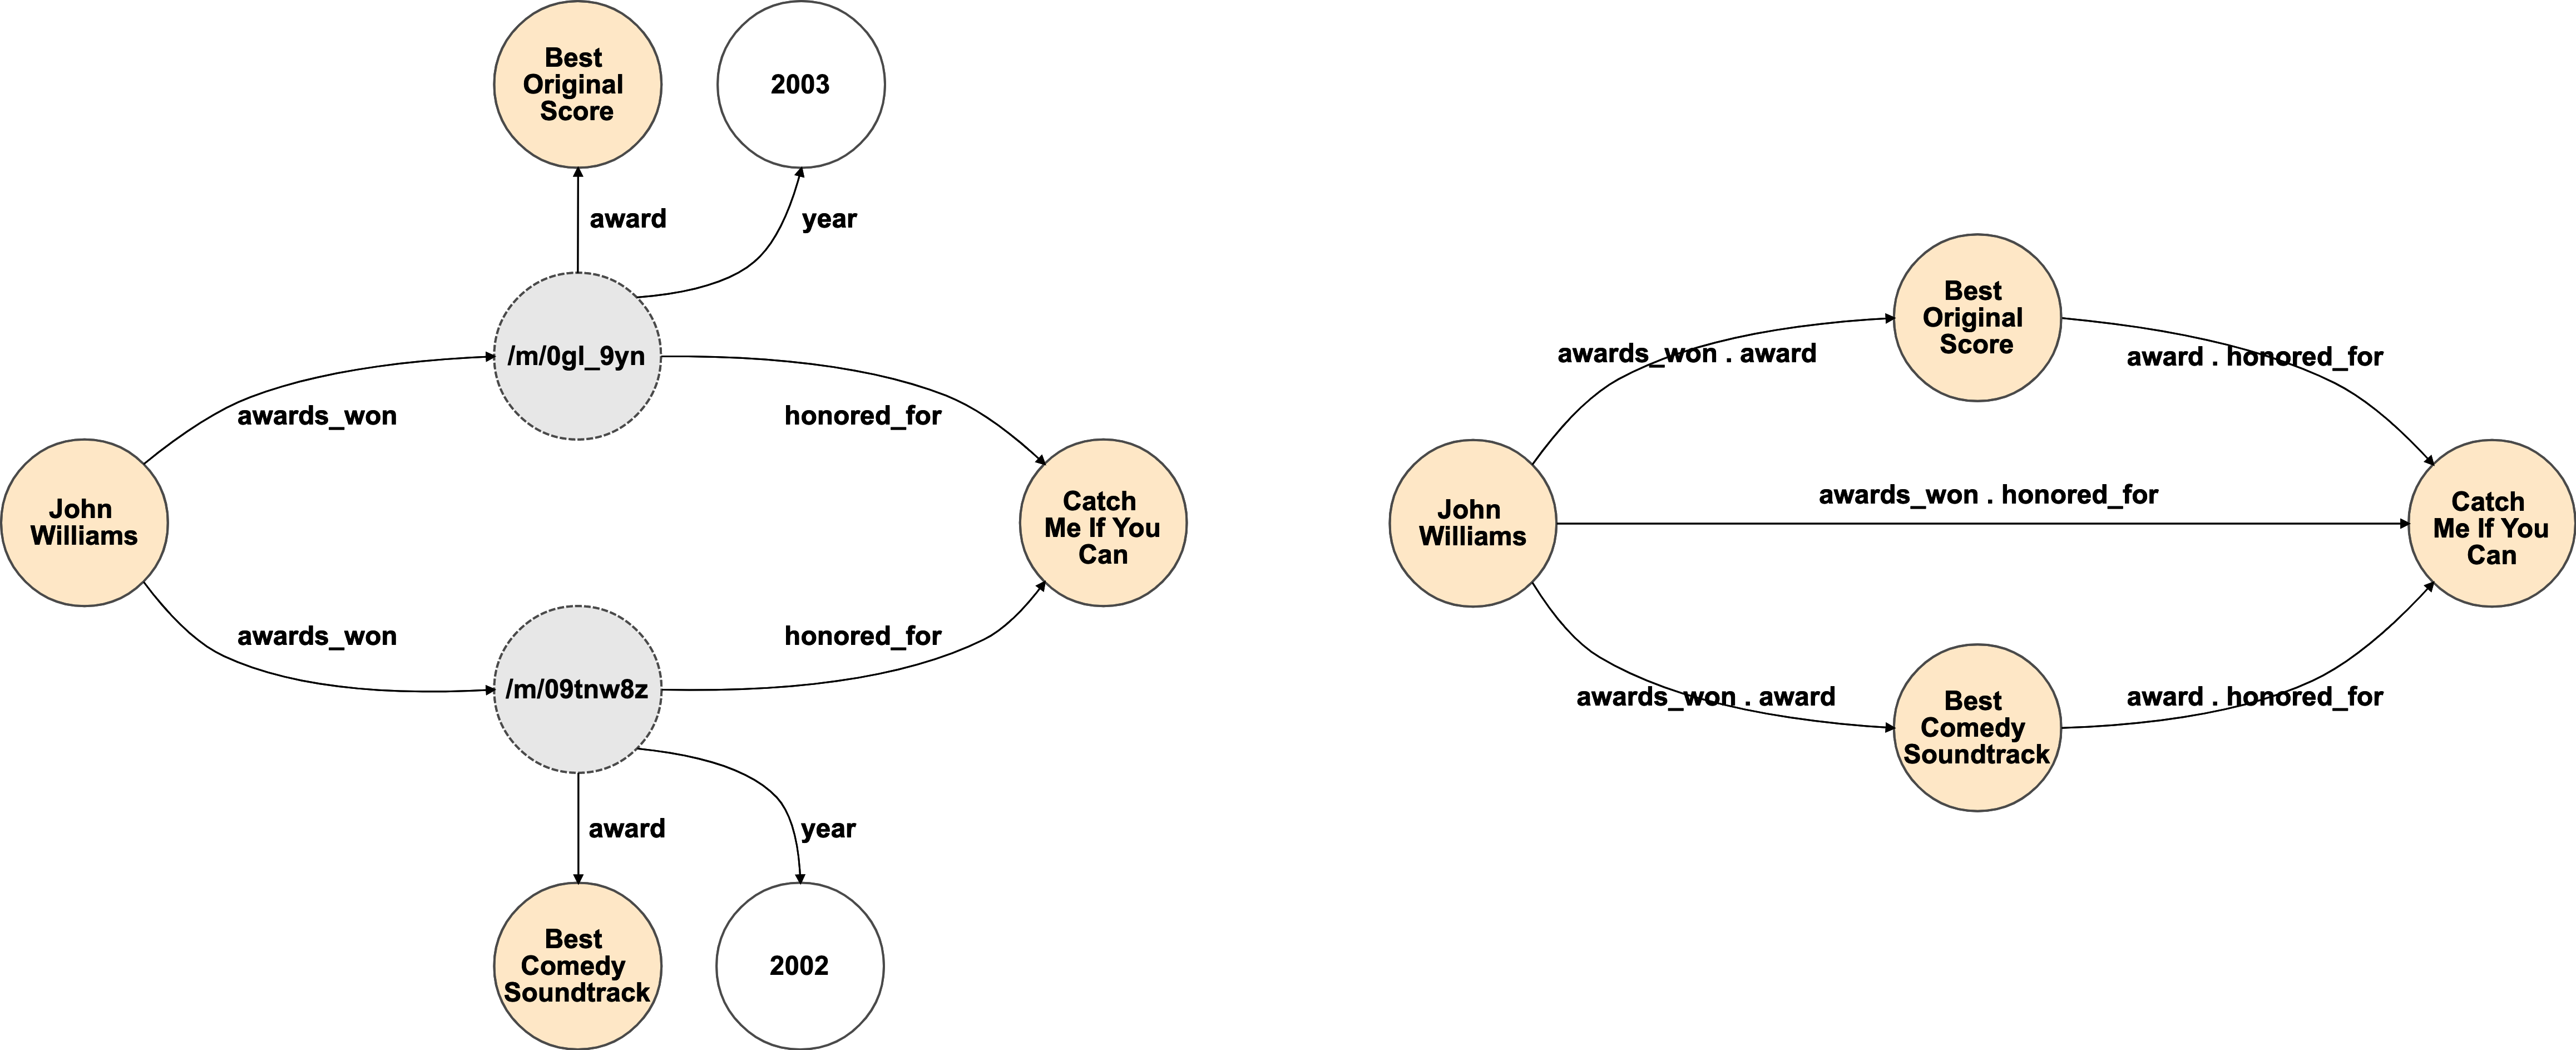 Best
Original
Score
2003
award
year
/m/0gl_9yn
awards_won
honored_for
John
Williams
Catch
Me If You
Can
awards_won
honored_for
/m/09tnw8z
award
year
Best
Comedy
Soundtrack
2002
Best
Original
Score
awards_won . award
award . honored_for
awards_won . honored_for
John
Williams
Catch
Me If You
Can
awards_won . award
award . honored_for
Best
Comedy
Soundtrack